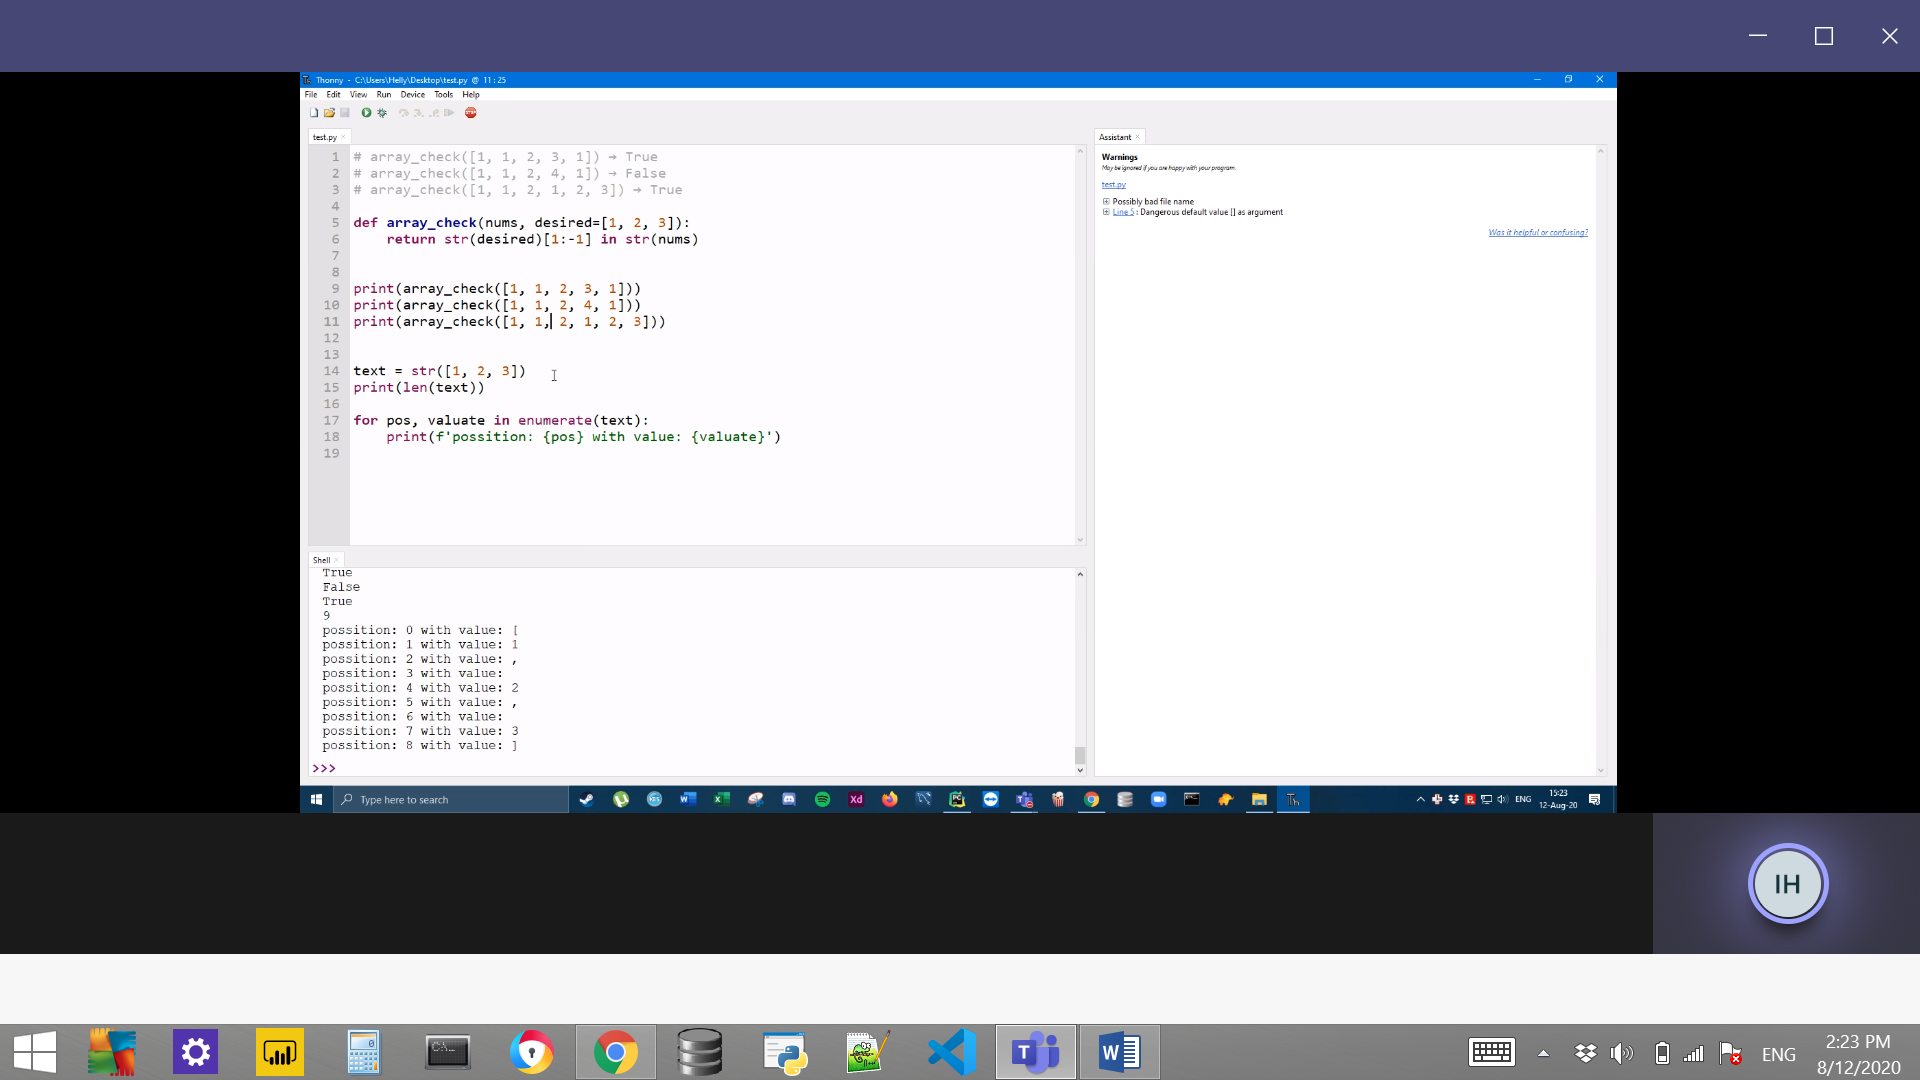 Thonny - C:\Users\Helly\Desktop\test.py @ 11 : 25
File Edit View Run Device Tools Help
test.py
1 # array_check([1, 1, 2, 3, 1]) → True
2 # array_check([1, 1, 2, 4, 1]) → False
3 # array_check([1, 1, 2, 1, 2, 3]) → True
4
5 def array_check(nums, desired=[1, 2, 3]):
6 return str(desired)[1:-1] in str(nums)
7
8
9 print(array_check([1, 1, 2, 3, 1]))
10 print(array_check([1, 1, 2, 4, 1]))
11 print(array_check([1, 1, 2, 1, 2, 3]))
12
13
14 text = str([1, 2, 3])
15 print(len(text))
16
17 for pos, valuate in enumerate(text):
18 print(f'possition: {pos} with value: {valuate}')
19
Shell
True
False
True
9
possition: 0 with value: [
possition: 1 with value: 1
possition: 2 with value: ,
possition: 3 with value:
possition: 4 with value: 2
possition: 5 with value: ,
possition: 6 with value:
possition: 7 with value: 3
possition: 8 with value: ]
>>>
Assistant
Warnings
May be ignored if you are happy with your program.
test.py
Possibly bad file name
Line 5 : Dangerous default value [] as argument
Was it helpful or confusing?
Type here to search
Xd
ENG
15:23
12-Aug-20
IH
ENG
2:23 PM
8/12/2020